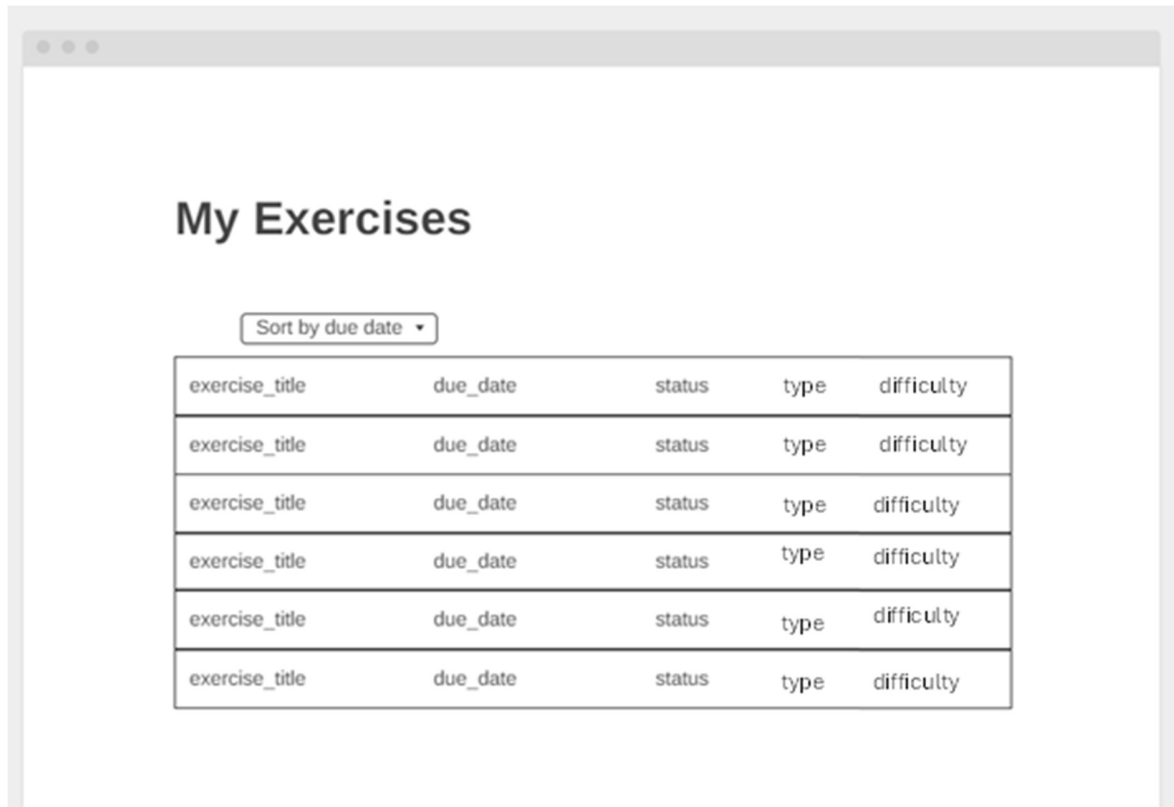 My Exercises
Sort by due date
exercise_title due_date status type difficulty
exercise_title due_date status type difficulty
exercise_title due_date status type difficulty
exercise_title due_date status type difficulty
exercise_title due_date status type difficulty
exercise_title due_date status type difficulty